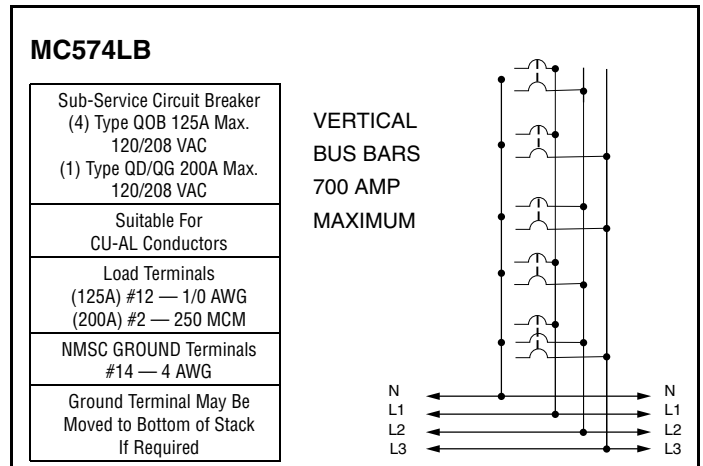 MC574LB
Sub-Service Circuit Breaker
(4) Type QOB 125A Max.
120/208 VAC
(1) Type QD/QG 200A Max.
120/208 VAC
Suitable For
CU-AL Conductors
Load Terminals
(125A) #12 — 1/0 AWG
(200A) #2 — 250 MCM
NMSC GROUND Terminals
#14 — 4 AWG
Ground Terminal May Be
Moved to Bottom of Stack
If Required
VERTICAL
BUS BARS
700 AMP
MAXIMUM
N N
L1 L1
L2 L2
L3 L3